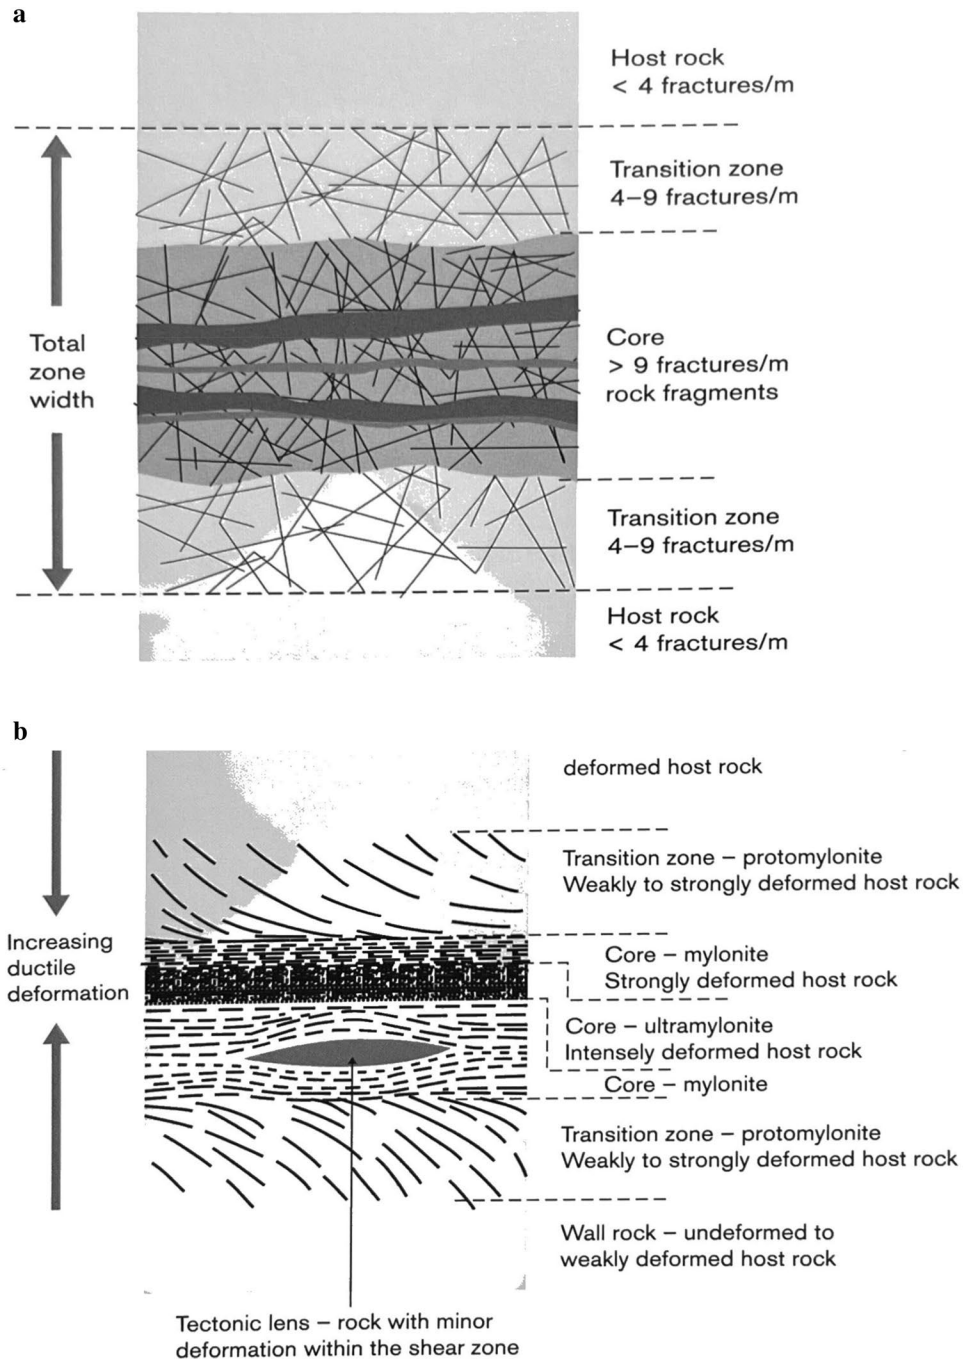 a
Host rock
< 4 fractures/m
Transition zone
4–9 fractures/m
Total
zone
width
Core
> 9 fractures/m
rock fragments
Transition zone
4–9 fractures/m
Host rock
< 4 fractures/m
b
deformed host rock
Transition zone – protomylonite
Weakly to strongly deformed host rock
Increasing
ductile
deformation
Core – mylonite
Strongly deformed host rock
Core – ultramylonite
Intensely deformed host rock
Core – mylonite
Transition zone – protomylonite
Weakly to strongly deformed host rock
Wall rock – undeformed to
weakly deformed host rock
Tectonic lens – rock with minor
deformation within the shear zone